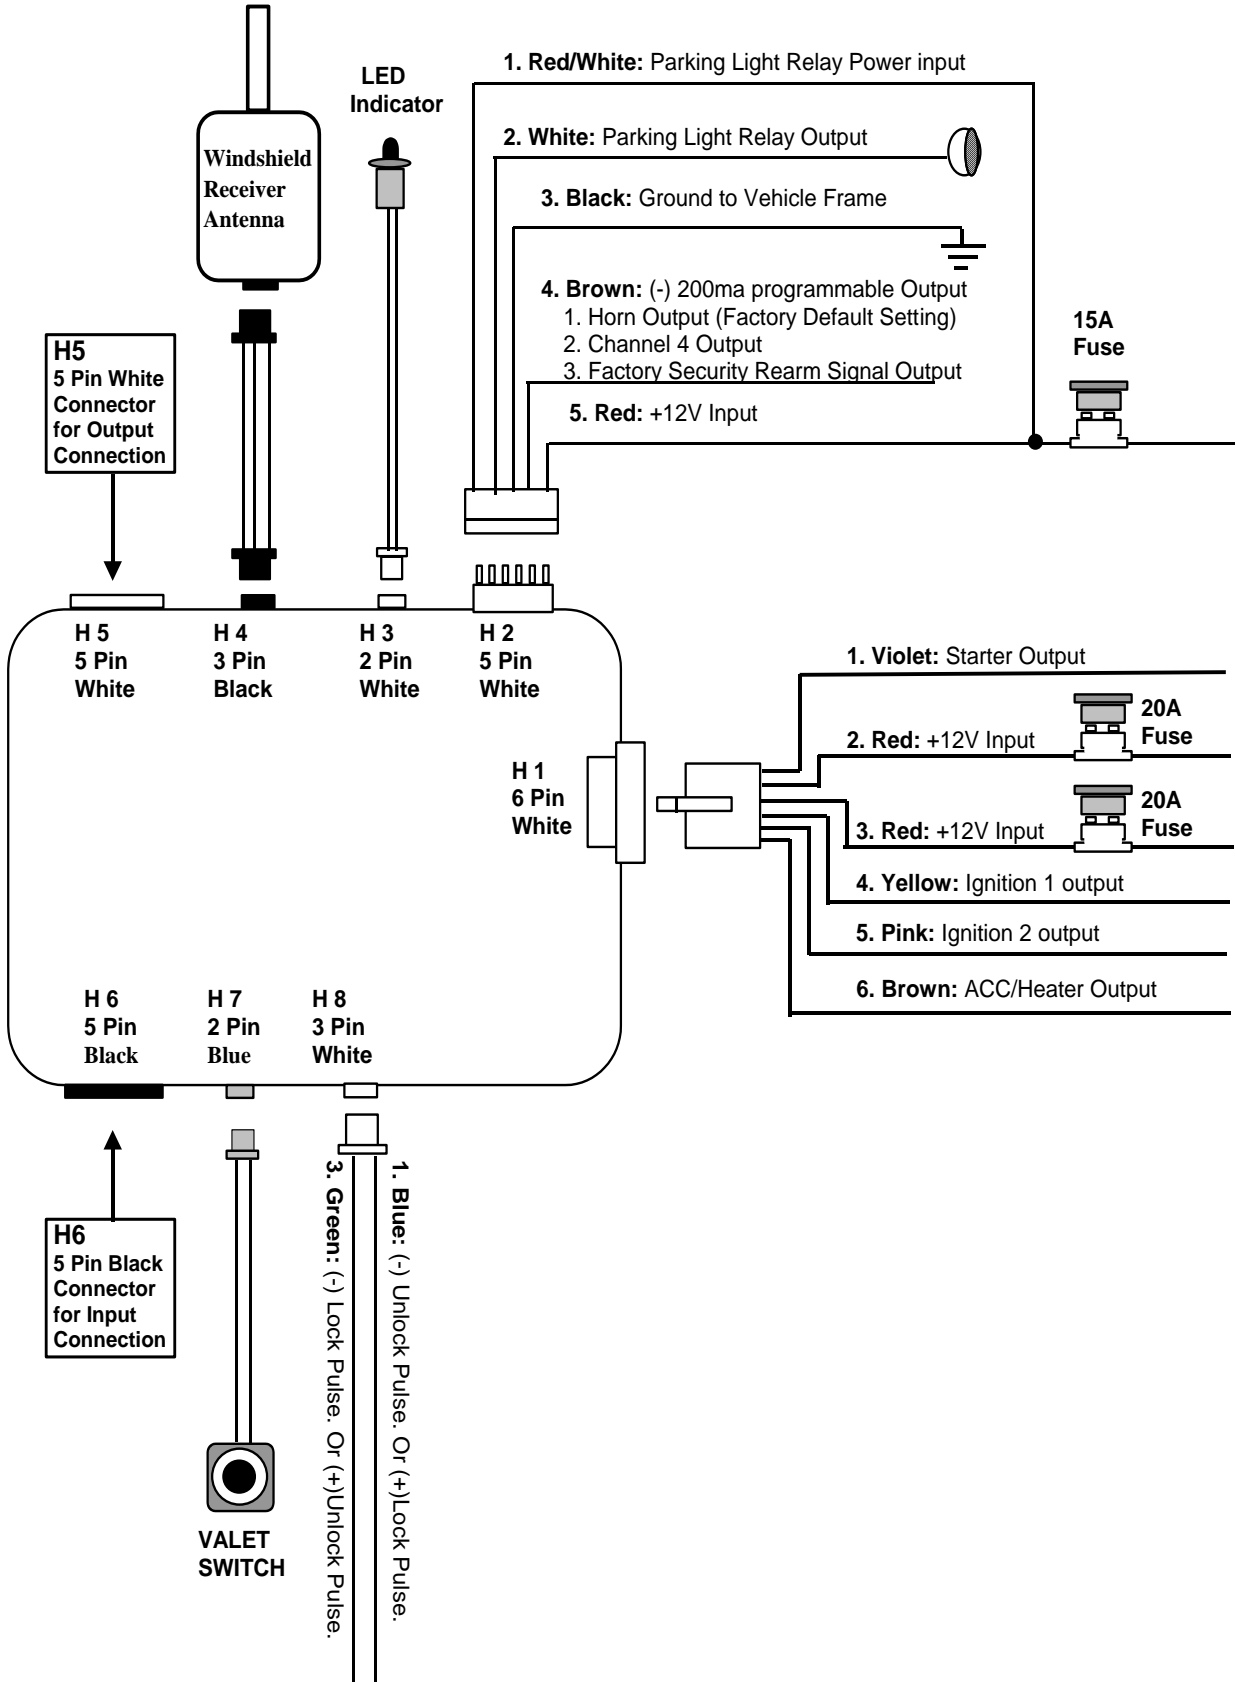 1. Red/White: Parking Light Relay Power input
LED
Indicator
2. White: Parking Light Relay Output
Windshield
Receiver
Antenna
3. Black: Ground to Vehicle Frame
4. Brown: (-) 200ma programmable Output
1. Horn Output (Factory Default Setting)
2. Channel 4 Output
3. Factory Security Rearm Signal Output
15A
Fuse
H5
5 Pin White
Connector
for Output
Connection
5. Red: +12V Input
H 5
5 Pin
White
H 4
3 Pin
Black
H 3
2 Pin
White
H 2
5 Pin
White
1. Violet: Starter Output
20A
Fuse
2. Red: +12V Input
H 1
6 Pin
White
20A
Fuse
3. Red: +12V Input
4. Yellow: Ignition 1 output
5. Pink: Ignition 2 output
6. Brown: ACC/Heater Output
H 6
5 Pin
Black
H 7
2 Pin
Blue
H 8
3 Pin
White
1. Blue: (-) Unlock Pulse. Or (+)Lock Pulse.
3. Green: (-) Lock Pulse. Or (+)Unlock Pulse.
H6
5 Pin Black
Connector
for Input
Connection
VALET
SWITCH